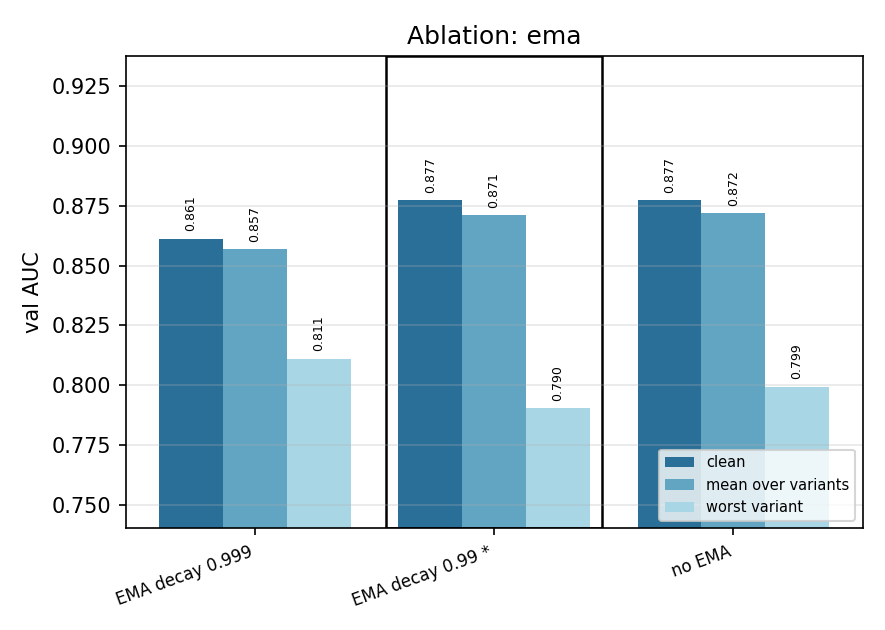 Ablation: ema
val AUC
0.925
0.900
0.875
0.850
0.825
0.800
0.775
0.750
0.861
0.857
0.811
0.877
0.871
0.790
0.877
0.872
0.799
clean
mean over variants
worst variant
EMA decay 0.999
EMA decay 0.99 *
no EMA